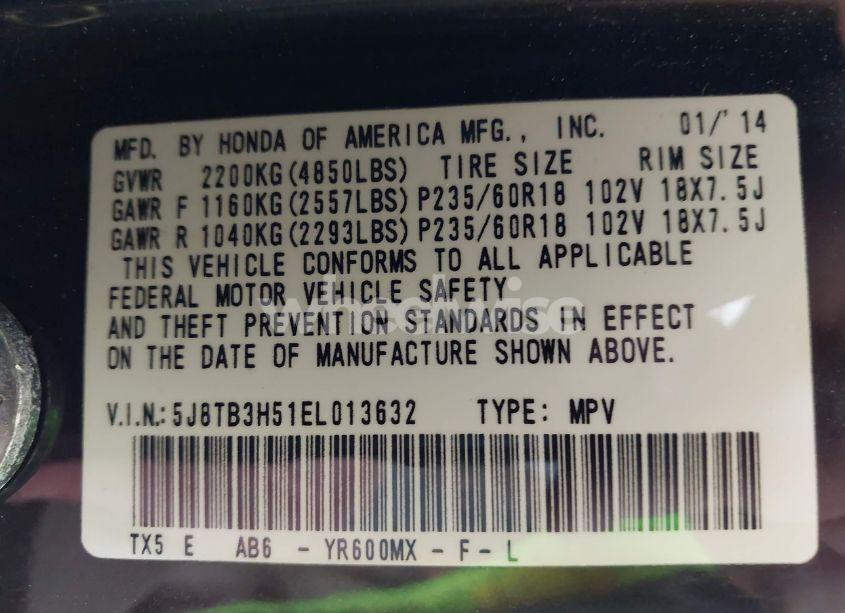 MFD. BY HONDA OF AMERICA MFG., INC. 01/'14
GVWR 2200KG(4850LBS) TIRE SIZE RIM SIZE
GAWR F 1160KG(2557LBS) P235/60R18 102V 18X7.5J
GAWR R 1040KG(2293LBS) P235/60R18 102V 18X7.5J
THIS VEHICLE CONFORMS TO ALL APPLICABLE
FEDERAL MOTOR VEHICLE SAFETY
AND THEFT PREVENTION STANDARDS IN EFFECT
ON THE DATE OF MANUFACTURE SHOWN ABOVE.
V.I.N.: 5J8TB3H51EL013632 TYPE: MPV
TX5 E AB6 - YR600MX - F - L